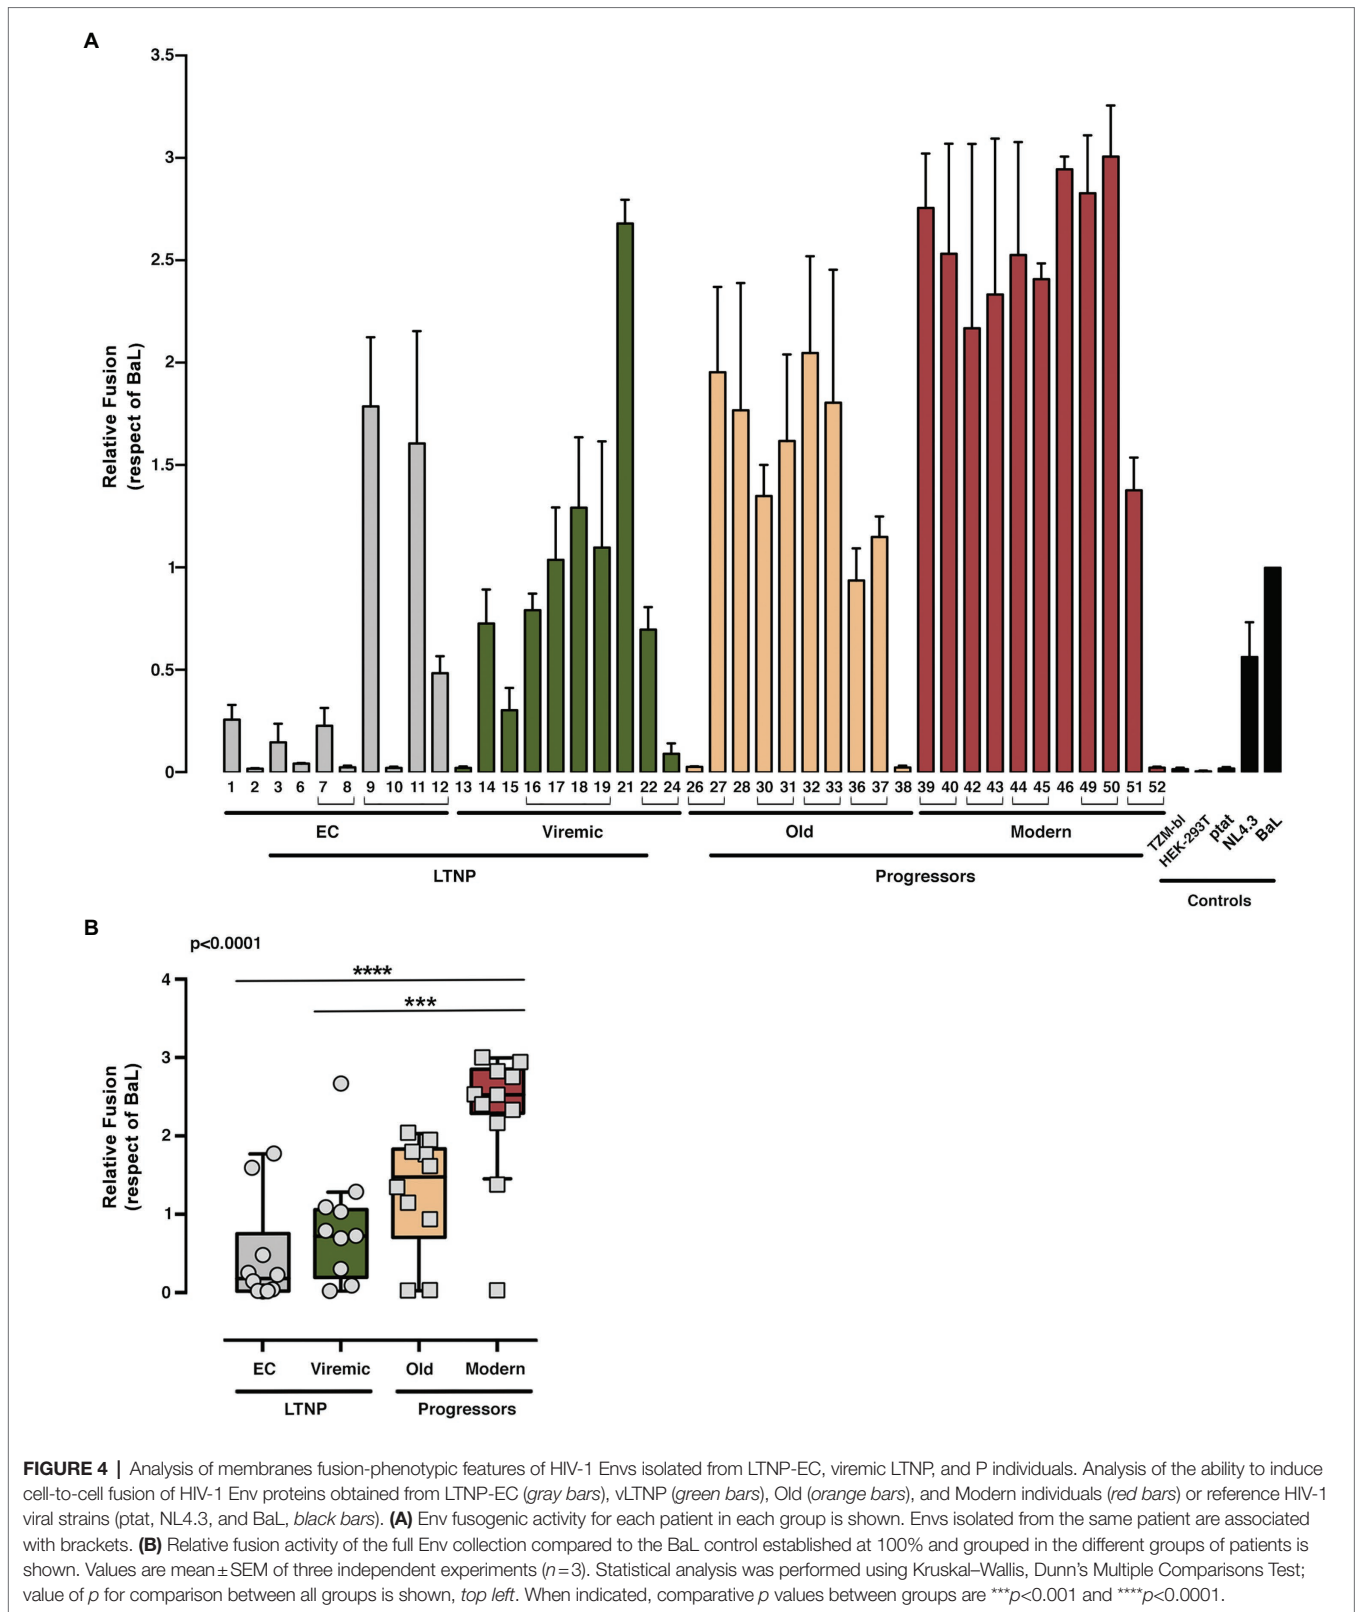 A
3.5
3
2.5
2
1.5
1
0.5
0
Relative Fusion
(respect of BaL)
1 2 3 6 7 8 9 10 11 12 13 14 15 16 17 18 19 21 22 24 26 27 28 30 31 32 33 36 37 38 39 40 42 43 44 45 46 49 50 51 52
TZM-bl HEK-293T ptat NL4.3 BaL
EC Viremic Old Modern
LTNP Progressors
Controls
B
p<0.0001
****
***
4
3
2
1
0
Relative Fusion
(respect of BaL)
EC Viremic Old Modern
LTNP Progressors
FIGURE 4 | Analysis of membranes fusion-phenotypic features of HIV-1 Envs isolated from LTNP-EC, viremic LTNP, and P individuals. Analysis of the ability to induce
cell-to-cell fusion of HIV-1 Env proteins obtained from LTNP-EC (gray bars), vLTNP (green bars), Old (orange bars), and Modern individuals (red bars) or reference HIV-1
viral strains (ptat, NL4.3, and BaL, black bars). (A) Env fusogenic activity for each patient in each group is shown. Envs isolated from the same patient are associated
with brackets. (B) Relative fusion activity of the full Env collection compared to the BaL control established at 100% and grouped in the different groups of patients is
shown. Values are mean ± SEM of three independent experiments (n = 3). Statistical analysis was performed using Kruskal–Wallis, Dunn's Multiple Comparisons Test;
value of p for comparison between all groups is shown, top left. When indicated, comparative p values between groups are ***p<0.001 and ****p<0.0001.